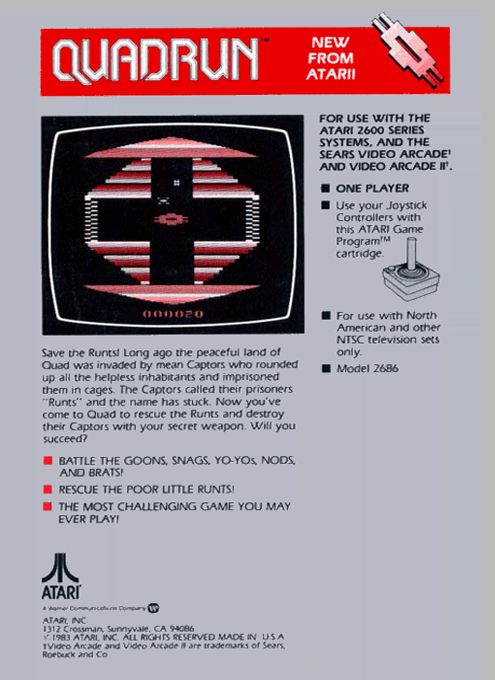 QUADRUN™
NEW
FROM
ATARI!
FOR USE WITH THE
ATARI 2600 SERIES
SYSTEMS, AND THE
SEARS VIDEO ARCADE†
AND VIDEO ARCADE II†.
■ ONE PLAYER
■ Use your Joystick
Controllers with
this ATARI Game
Program™
cartridge.
■ For use with North
American and other
NTSC television sets
only.
■ Model 2686
000020
Save the Runts! Long ago the peaceful land of
Quad was invaded by mean Captors who rounded
up all the helpless inhabitants and imprisoned
them in cages. The Captors called their prisoners
"Runts" and the name has stuck. Now you've
come to Quad to rescue the Runts and destroy
their Captors with your secret weapon. Will you
succeed?
■ BATTLE THE GOONS, SNAGS, YO-YOs, NODS,
AND BRATS!
■ RESCUE THE POOR LITTLE RUNTS!
■ THE MOST CHALLENGING GAME YOU MAY
EVER PLAY!
ATARI®
A Warner Communications Company
ATARI, INC.
1312 Crossman, Sunnyvale, CA 94086
© 1983 ATARI, INC. ALL RIGHTS RESERVED MADE IN U.S.A
†Video Arcade and Video Arcade II are trademarks of Sears,
Roebuck and Co